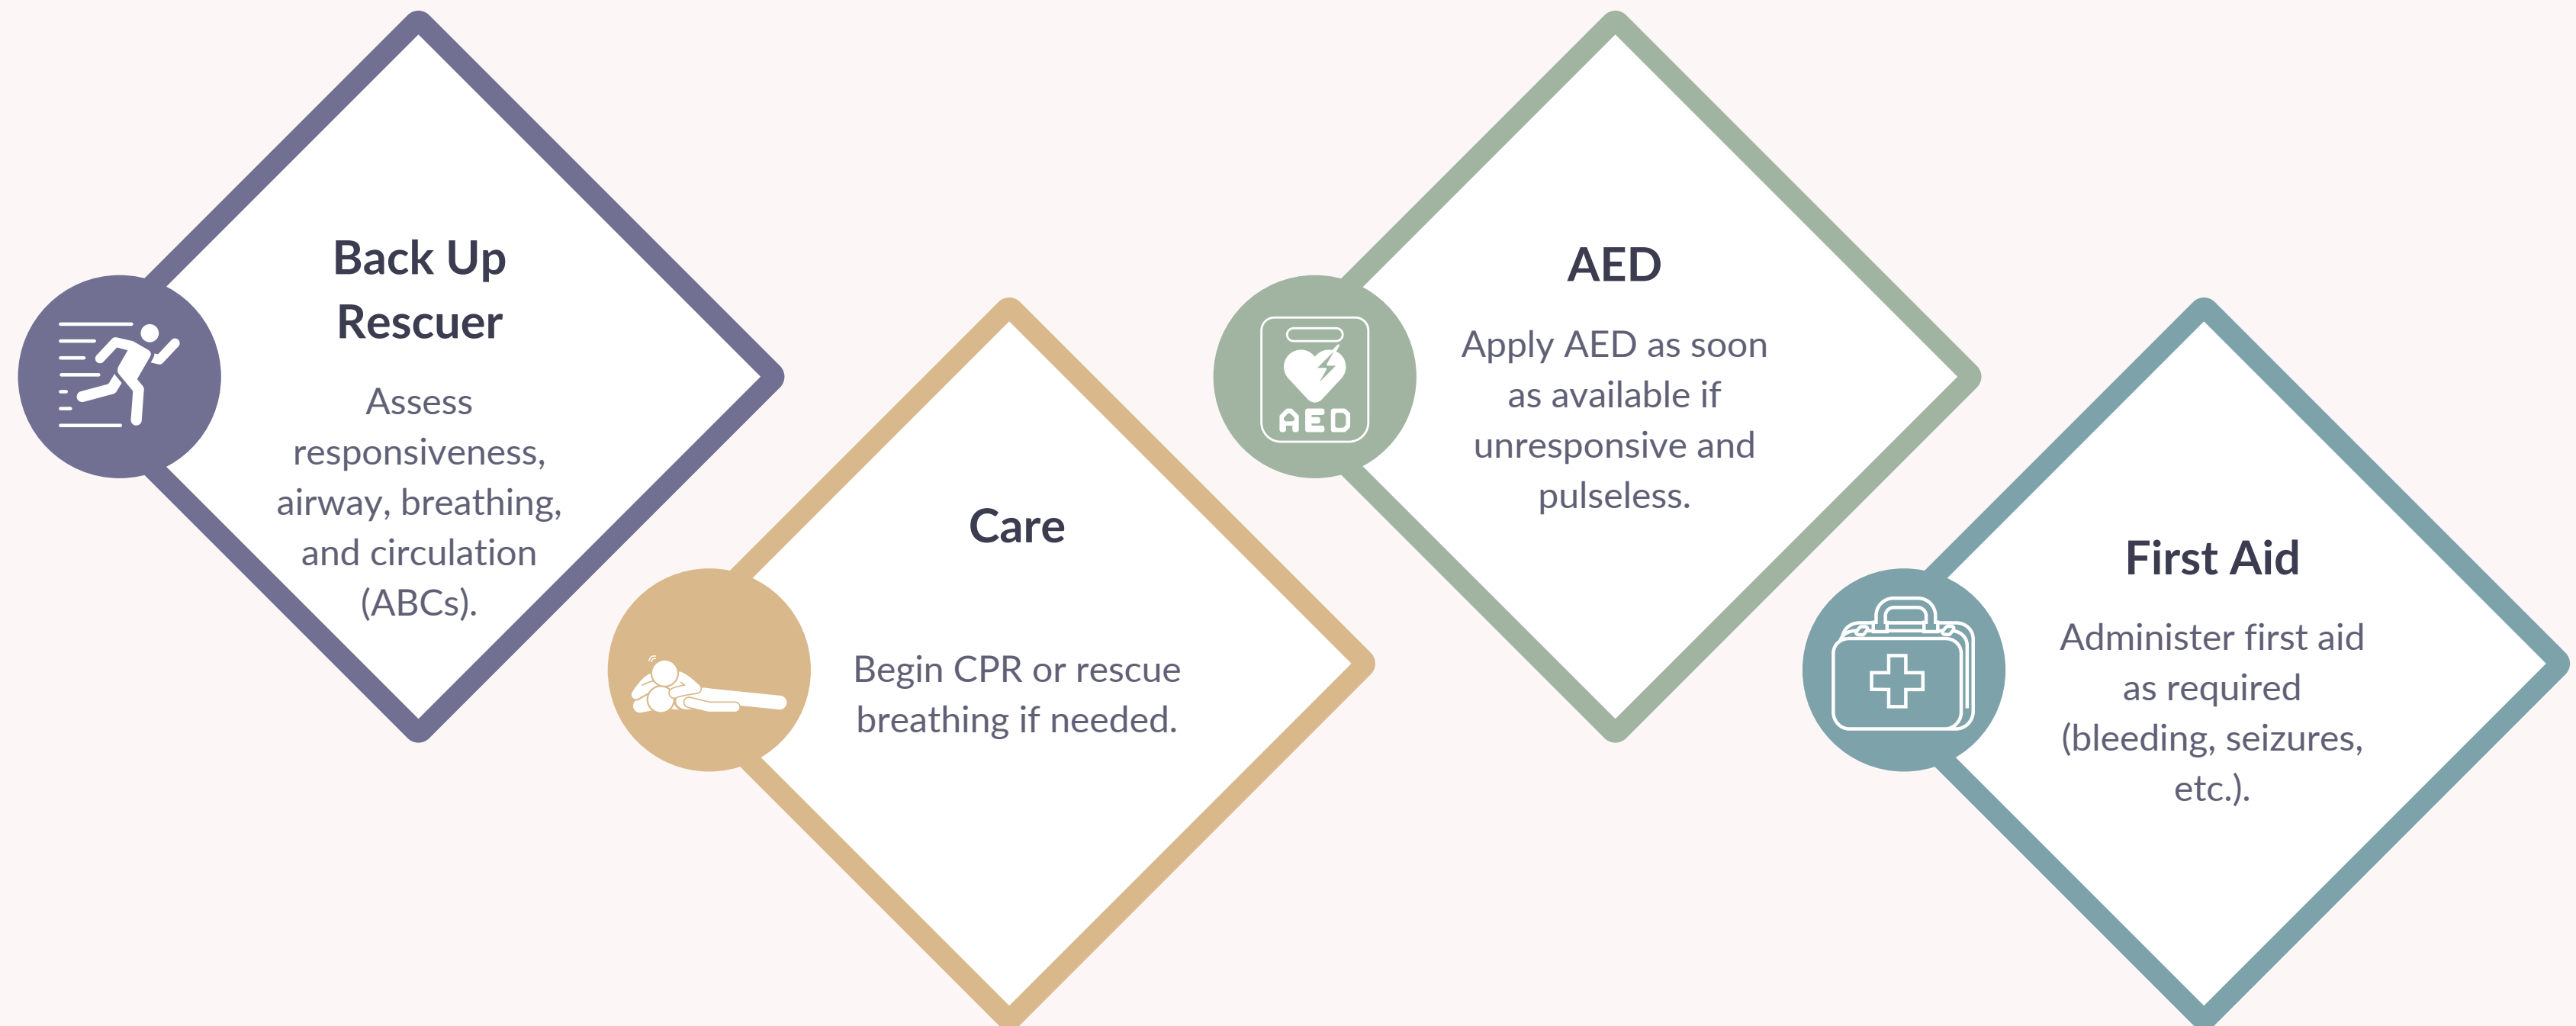 Back Up
Rescuer
Assess
responsiveness,
airway, breathing,
and circulation
(ABCs).
Care
Begin CPR or rescue
breathing if needed.
AED
AED
Apply AED as soon
as available if
unresponsive and
pulseless.
First Aid
Administer first aid
as required
(bleeding, seizures,
etc.).